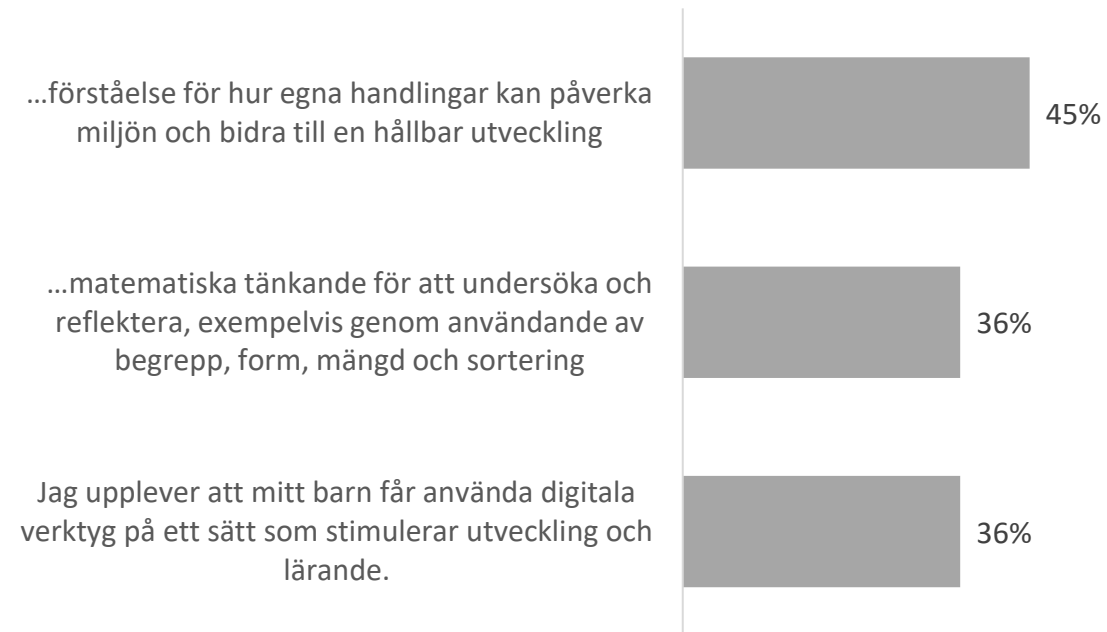 …förståelse för hur egna handlingar kan påverka
miljön och bidra till en hållbar utveckling
45%
…matematiska tänkande för att undersöka och
reflektera, exempelvis genom användande av
begrepp, form, mängd och sortering
36%
Jag upplever att mitt barn får använda digitala
verktyg på ett sätt som stimulerar utveckling och
lärande.
36%